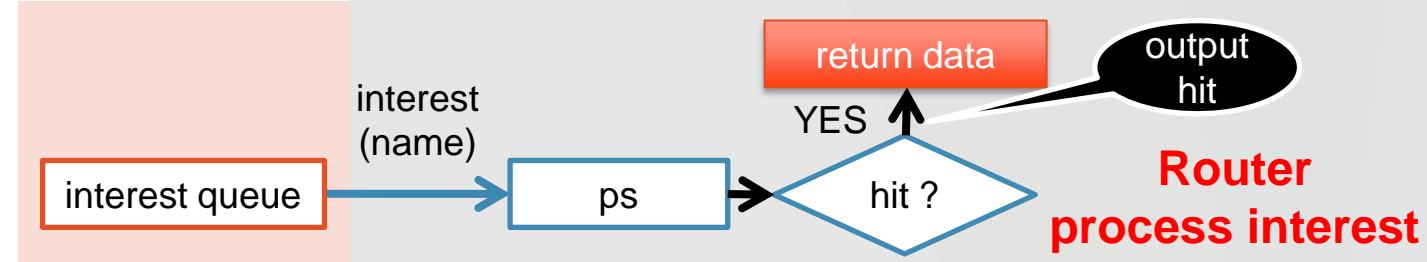 return data
output
hit
interest
(name)
YES
interest queue
ps
hit ?
Router
process interest